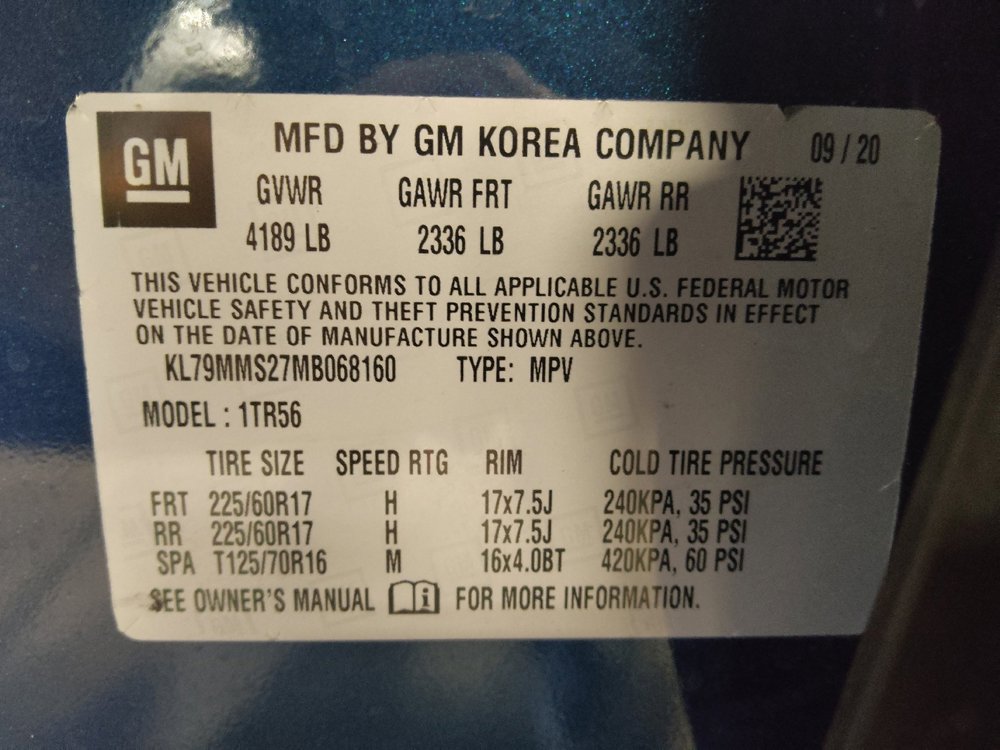 GM
MFD BY GM KOREA COMPANY 09 / 20
GVWR GAWR FRT GAWR RR
4189 LB 2336 LB 2336 LB
THIS VEHICLE CONFORMS TO ALL APPLICABLE U.S. FEDERAL MOTOR
VEHICLE SAFETY AND THEFT PREVENTION STANDARDS IN EFFECT
ON THE DATE OF MANUFACTURE SHOWN ABOVE.
KL79MMS27MB068160 TYPE: MPV
MODEL : 1TR56
TIRE SIZE SPEED RTG RIM COLD TIRE PRESSURE
FRT 225/60R17 H 17x7.5J 240KPA, 35 PSI
RR 225/60R17 H 17x7.5J 240KPA, 35 PSI
SPA T125/70R16 M 16x4.0BT 420KPA, 60 PSI
SEE OWNER'S MANUAL i FOR MORE INFORMATION.